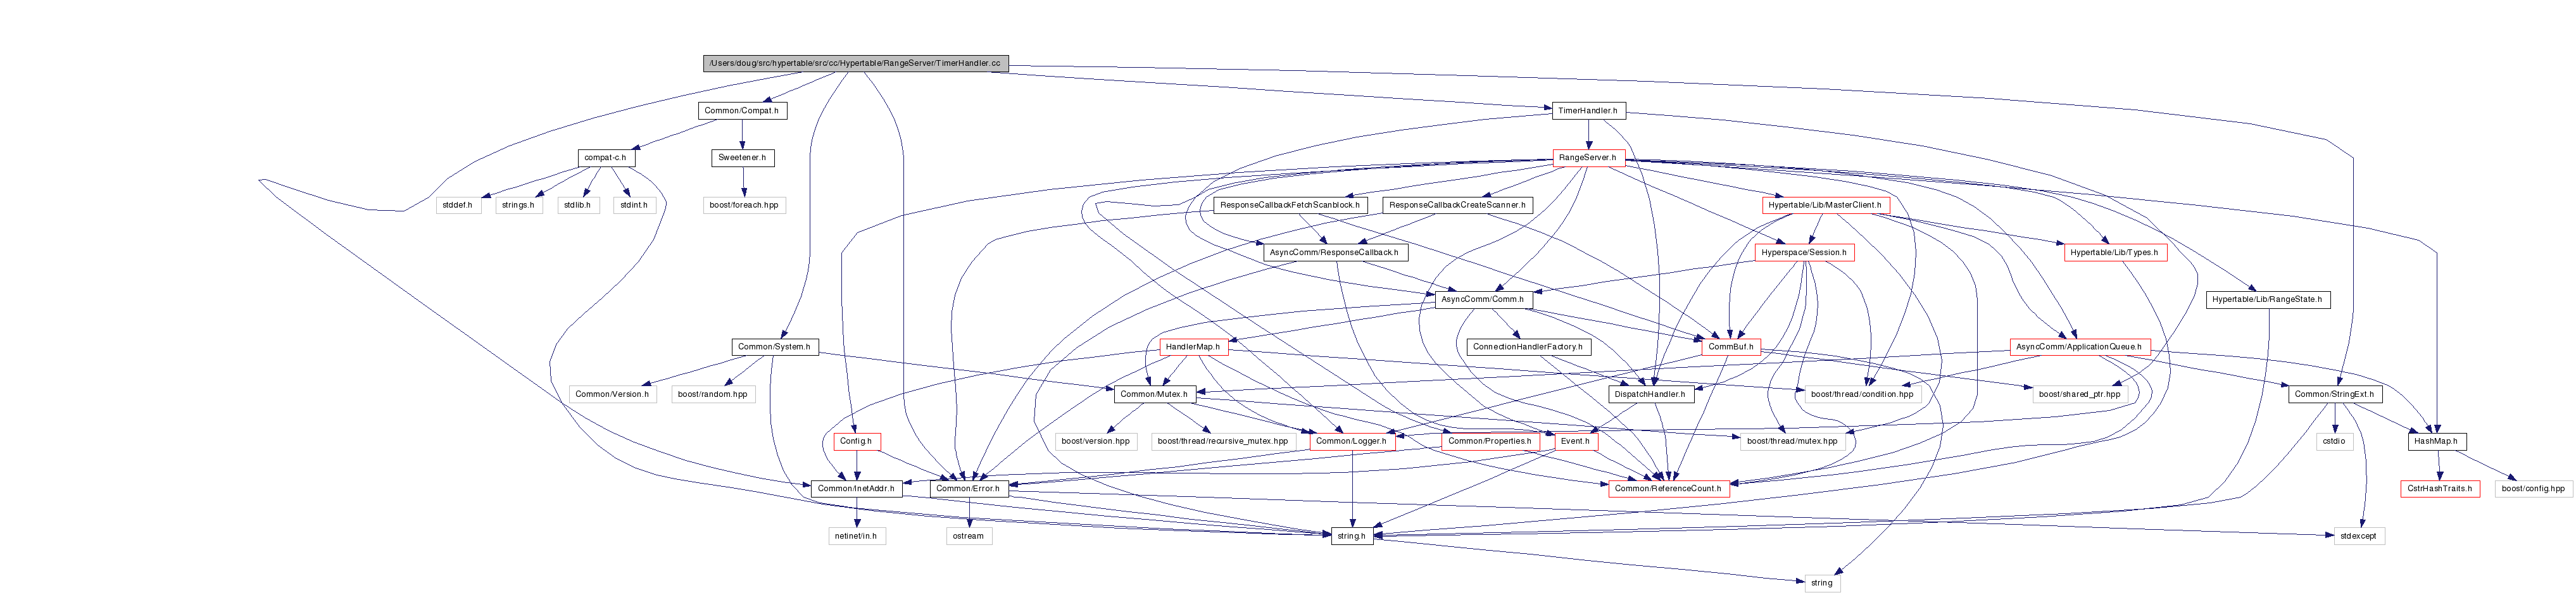 /Users/doug/src/hypertable/src/cc/Hypertable/RangeServer/TimerHandler.cc
Common/Compat.h
TimerHandler.h
compat-c.h
Sweetener.h
RangeServer.h
stddef.h
strings.h
stdlib.h
stdint.h
boost/foreach.hpp
ResponseCallbackFetchScanblock.h
ResponseCallbackCreateScanner.h
Hypertable/Lib/MasterClient.h
AsyncComm/ResponseCallback.h
Hyperspace/Session.h
Hypertable/Lib/Types.h
AsyncComm/Comm.h
Hypertable/Lib/RangeState.h
Common/System.h
HandlerMap.h
ConnectionHandlerFactory.h
CommBuf.h
AsyncComm/ApplicationQueue.h
Common/Version.h
boost/random.hpp
Common/Mutex.h
DispatchHandler.h
boost/thread/condition.hpp
boost/shared_ptr.hpp
Common/StringExt.h
Config.h
boost/version.hpp
boost/thread/recursive_mutex.hpp
Common/Logger.h
Common/Properties.h
Event.h
boost/thread/mutex.hpp
cstdio
HashMap.h
Common/InetAddr.h
Common/Error.h
Common/ReferenceCount.h
CstrHashTraits.h
boost/config.hpp
netinet/in.h
ostream
string.h
stdexcept
string